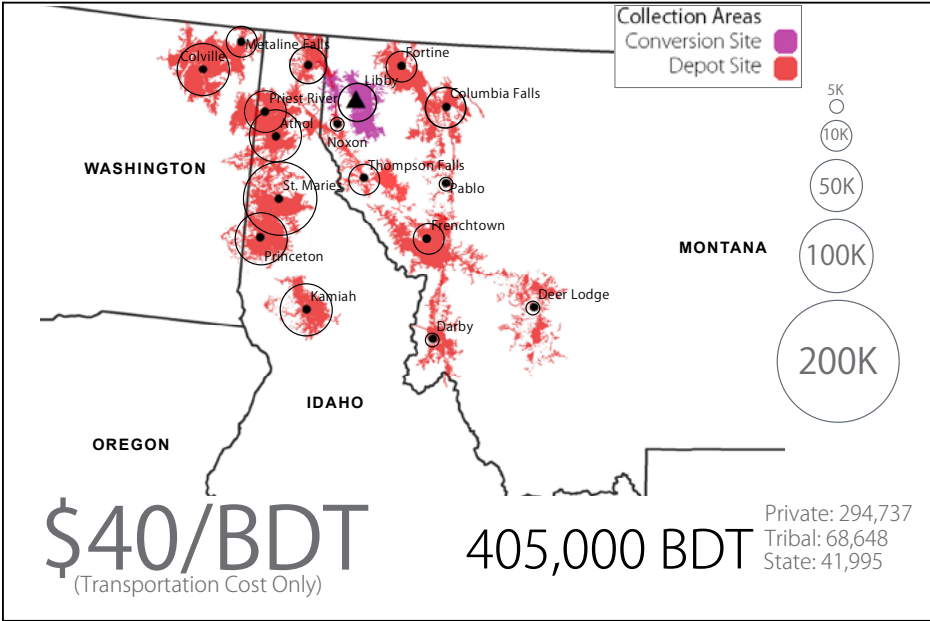 Collection Areas
Conversion Site
Depot Site
Metaline Falls
Colville
Fortine
Libby
Columbia Falls
Priest River
Athol
Noxon
WASHINGTON
Thompson Falls
St. Marie
Pablo
Frenchtown
Princeton
MONTANA
Kamiah
Deer Lodge
Darby
IDAHO
OREGON
5K
10K
50K
100K
200K
$40/BDT
(Transportation Cost Only)
405,000 BDT
Private: 294,737
Tribal: 68,648
State: 41,995